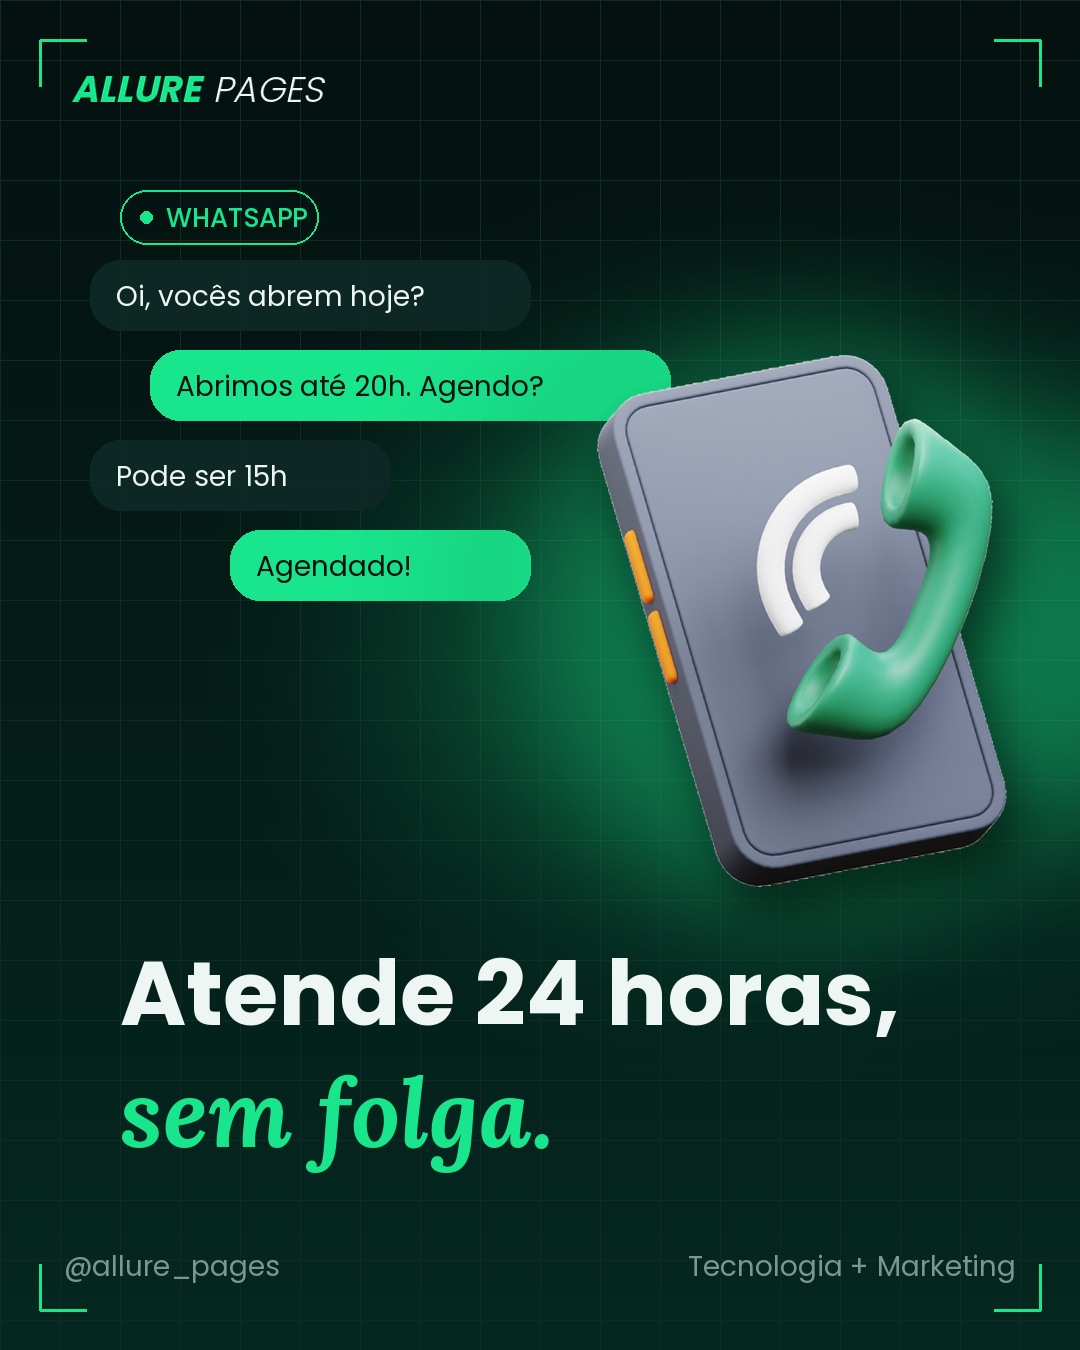 ALLURE PAGES
WHATSAPP
Oi, vocês abrem hoje?
Abrimos até 20h. Agendo?
Pode ser 15h
Agendado!
Atende 24 horas,
sem folga.
@allure_pages
Tecnologia + Marketing